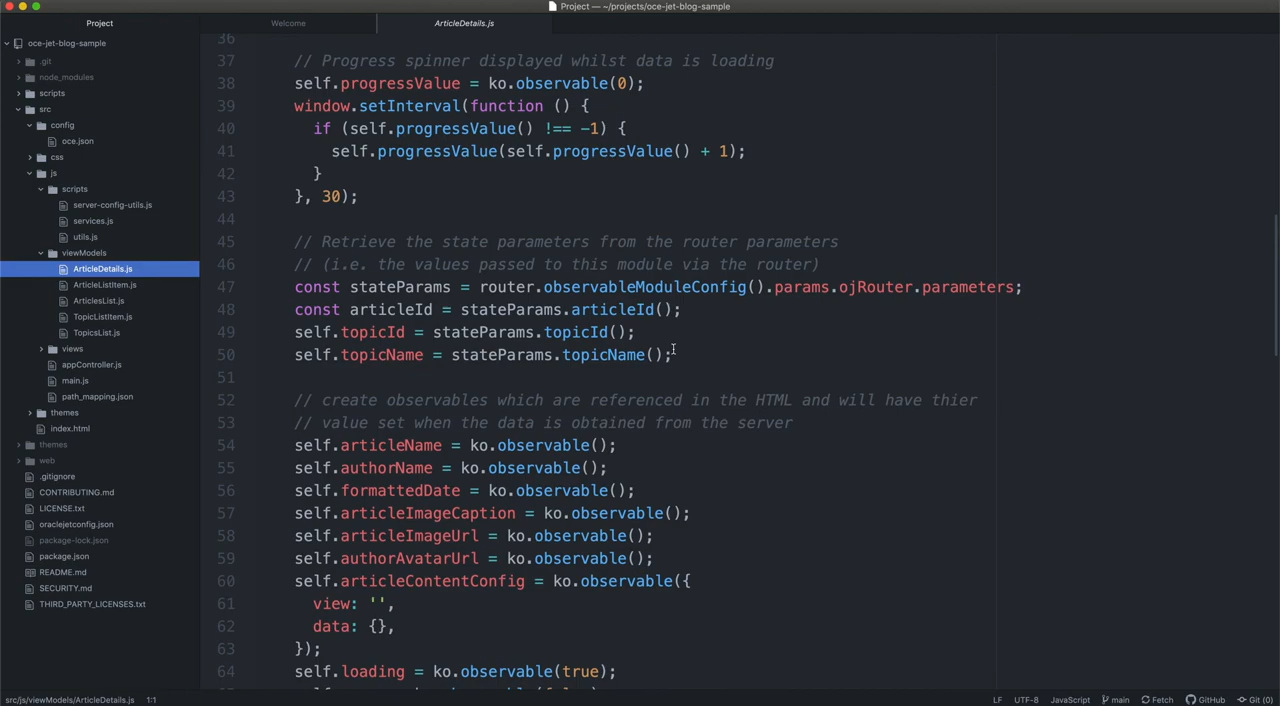 Project — ~/projects/oce-jet-blog-sample
Project
Welcome
ArticleDetails.js
oce-jet-blog-sample
.git
node_modules
scripts
src
config
oce.json
css
js
scripts
server-config-utils.js
services.js
utils.js
viewModels
ArticleDetails.js
ArticleListItem.js
ArticlesList.js
TopicListItem.js
TopicsList.js
views
appController.js
main.js
path_mapping.json
themes
index.html
themes
web
.gitignore
CONTRIBUTING.md
LICENSE.txt
oraclejetconfig.json
package-lock.json
package.json
README.md
SECURITY.md
THIRD_PARTY_LICENSES.txt
36
37 // Progress spinner displayed whilst data is loading
38 self.progressValue = ko.observable(0);
39 window.setInterval(function () {
40 if (self.progressValue() !== -1) {
41 self.progressValue(self.progressValue() + 1);
42 }
43 }, 30);
44
45 // Retrieve the state parameters from the router parameters
46 // (i.e. the values passed to this module via the router)
47 const stateParams = router.observableModuleConfig().params.ojRouter.parameters;
48 const articleId = stateParams.articleId();
49 self.topicId = stateParams.topicId();
50 self.topicName = stateParams.topicName();
51
52 // create observables which are referenced in the HTML and will have thier
53 // value set when the data is obtained from the server
54 self.articleName = ko.observable();
55 self.authorName = ko.observable();
56 self.formattedDate = ko.observable();
57 self.articleImageCaption = ko.observable();
58 self.articleImageUrl = ko.observable();
59 self.authorAvatarUrl = ko.observable();
60 self.articleContentConfig = ko.observable({
61 view: '',
62 data: {},
63 });
64 self.loading = ko.observable(true);
src/js/viewModels/ArticleDetails.js 1:1
LF UTF-8 JavaScript main Fetch GitHub Git (0)